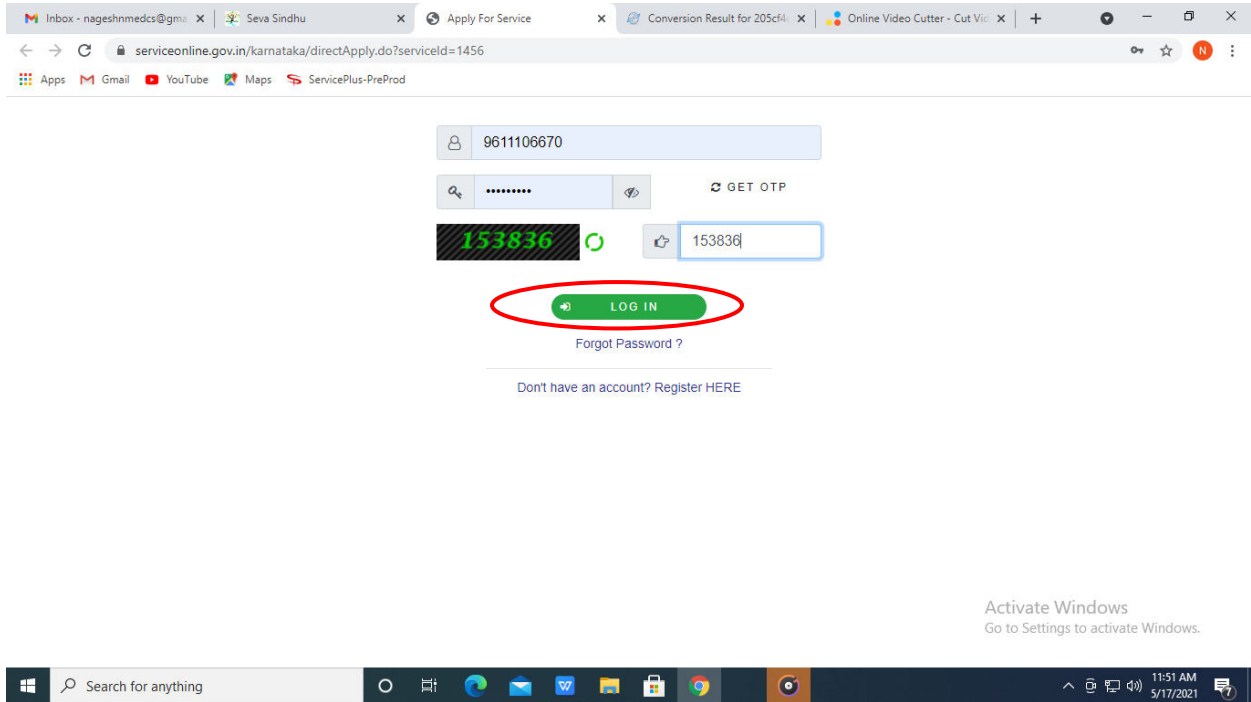 Inbox - nageshnmedcs@gma
Seva Sindhu
Apply For Service
Conversion Result for 205cf4
Online Video Cutter - Cut Vid
serviceonline.gov.in/karnataka/directApply.do?serviceId=1456
N
Apps
Gmail
YouTube
Maps
ServicePlus-PreProd
9611106670
•••••••••
GET OTP
153836
153836
LOG IN
Forgot Password ?
Don't have an account? Register HERE
Activate Windows
Go to Settings to activate Windows.
Search for anything
11:51 AM
5/17/2021
7